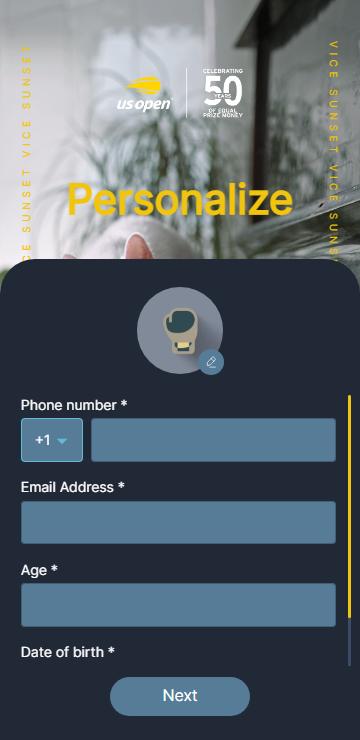 CELEBRATING
50
YEARS
OF EQUAL
PRIZE MONEY
us open
VICE SUNSET VICE SUNSET
CE SUNSET VICE SUNSET
Personalize
Phone number *
+1
Email Address *
Age *
Date of birth *
Next